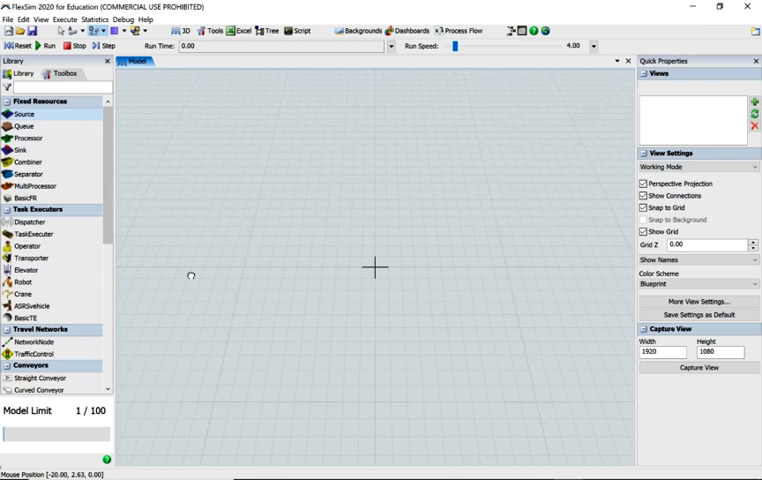 FlexSim 2020 for Education (COMMERCIAL USE PROHIBITED)
File Edit View Execute Statistics Debug Help
3D Tools Excel Tree Script Backgrounds Dashboards Process Flow
Reset Run Stop Step Run Time: 0.00 Run Speed: 4.00
Library
Library Toolbox
Fixed Resources
Source
Queue
Processor
Sink
Combiner
Separator
MultiProcessor
BasicFR
Task Executers
Dispatcher
TaskExecuter
Operator
Transporter
Elevator
Robot
Crane
ASRSvehicle
BasicTE
Travel Networks
NetworkNode
TrafficControl
Conveyors
Straight Conveyor
Curved Conveyor
Model Limit 1 / 100
Mouse Position [-20.00, 2.63, 0.00]
Model
Quick Properties
Views
View Settings
Working Mode
Perspective Projection
Show Connections
Snap to Grid
Snap to Background
Show Grid
Grid Z 0.00
Show Names
Color Scheme
Blueprint
More View Settings...
Save Settings as Default
Capture View
Width Height
1920 1080
Capture View